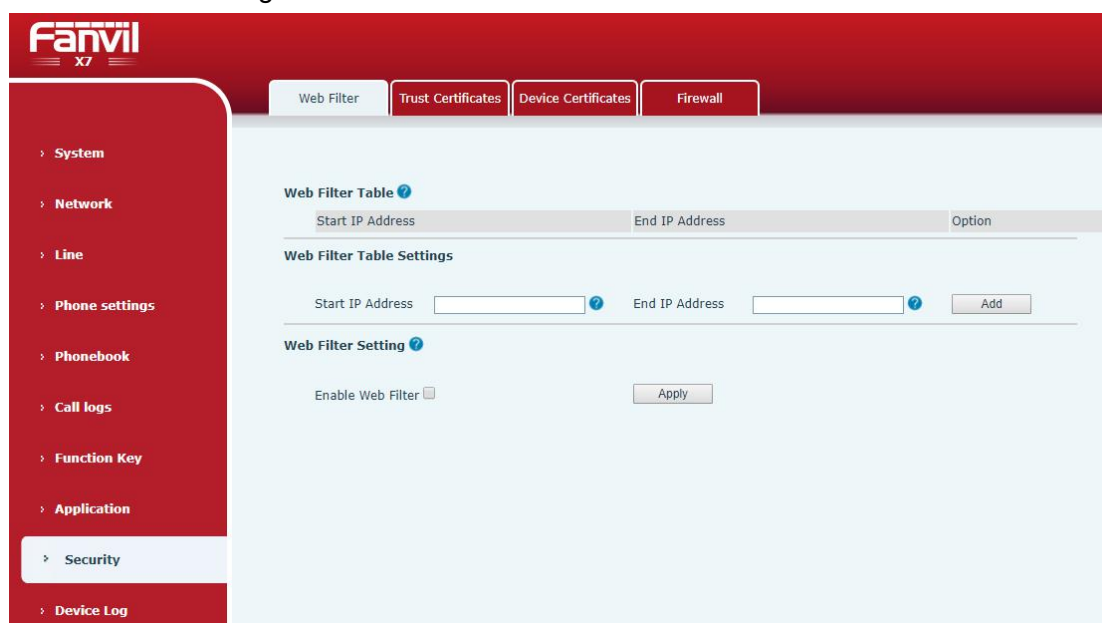 Fanvil
X7
Web Filter
Trust Certificates
Device Certificates
Firewall
System
Network
Line
Phone settings
Phonebook
Call logs
Function Key
Application
Security
Device Log
Web Filter Table
Start IP Address End IP Address Option
Web Filter Table Settings
Start IP Address End IP Address Add
Web Filter Setting
Enable Web Filter Apply